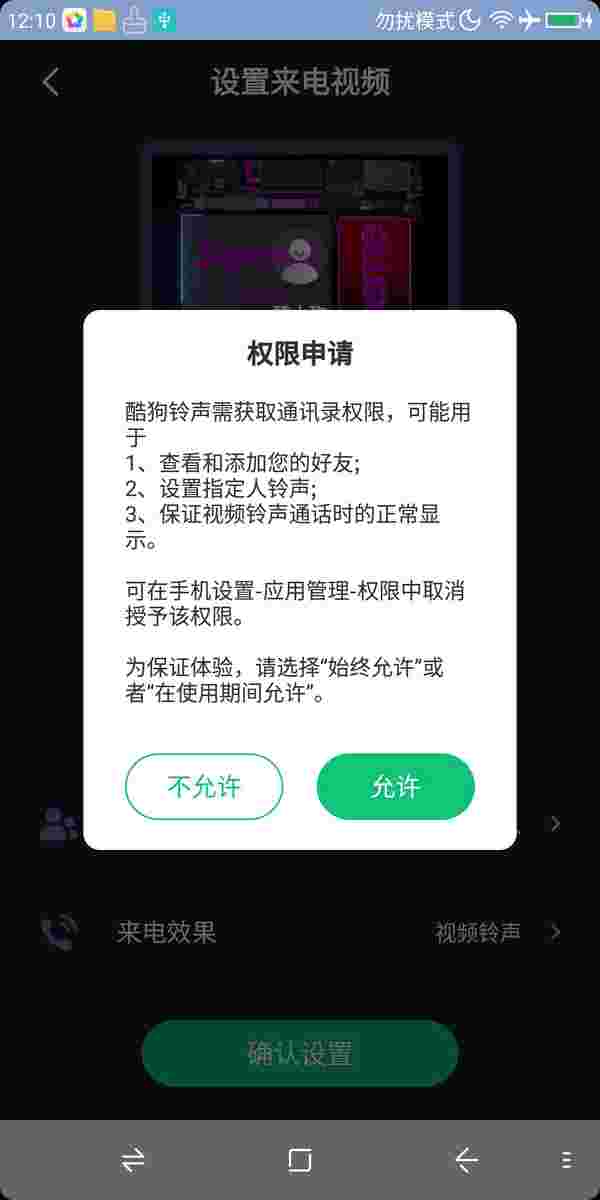 12:10
勿扰模式
设置来电视频
权限申请
酷狗铃声需获取通讯录权限，可能用
于
1、查看和添加您的好友;
2、设置指定人铃声;
3、保证视频铃声通话时的正常显
示。
可在手机设置-应用管理-权限中取消
授予该权限。
为保证体验，请选择“始终允许”或
者“在使用期间允许”。
不允许
允许
来电效果
视频铃声
确认设置